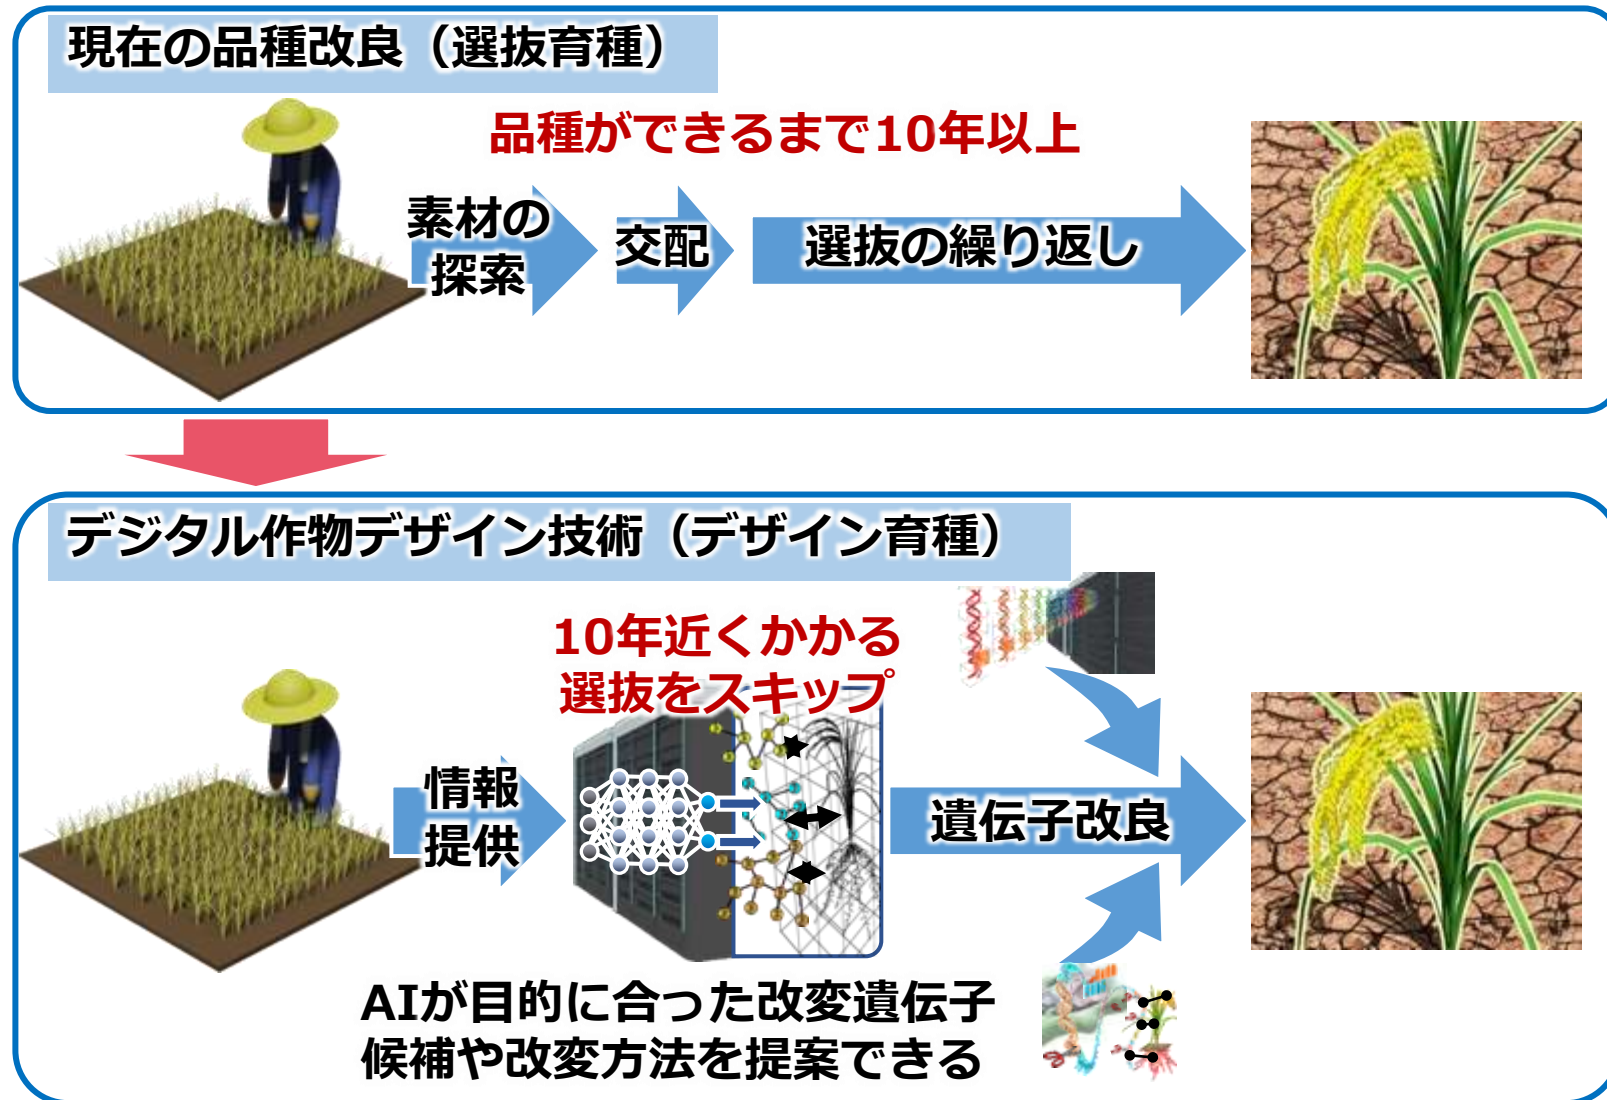 現在の品種改良（選抜育種）
品種ができるまで10年以上
素材の
探索
交配
選抜の繰り返し
デジタル作物デザイン技術（デザイン育種）
10年近くかかる
選抜をスキップ
情報
提供
遺伝子改良
AIが目的に合った改変遺伝子
候補や改変方法を提案できる